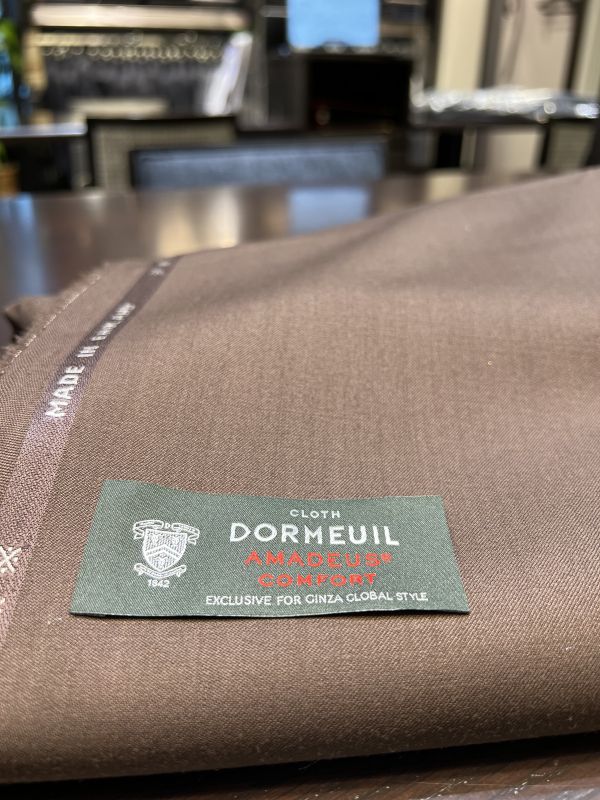 MADE IN ENGLAND
CLOTH
DORMEUIL
AMADEUS®
COMFORT
EXCLUSIVE FOR GINZA GLOBAL STYLE
1842